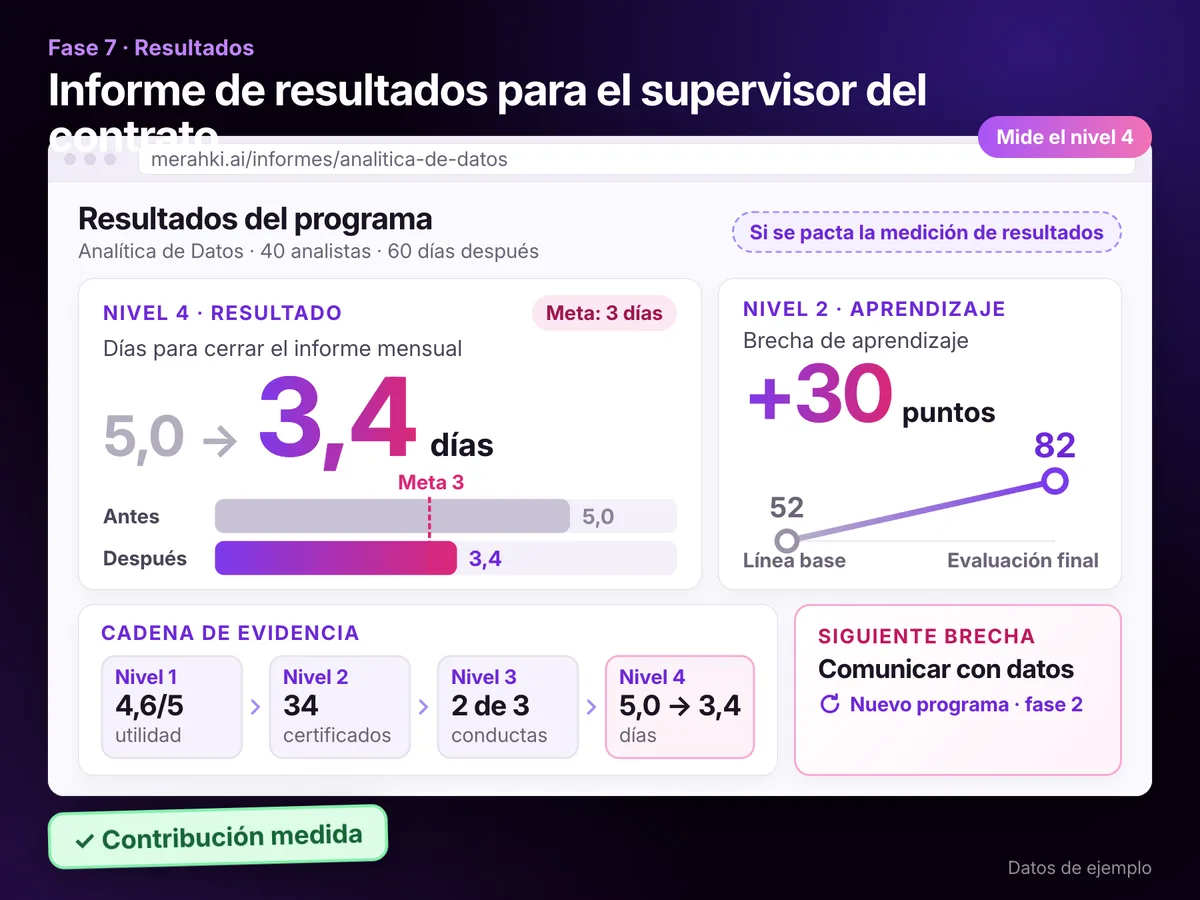 Fase 7 · Resultados
Informe de resultados para el supervisor del
contrato
Mide el nivel 4
merahki.ai/informes/analitica-de-datos
Resultados del programa
Analítica de Datos · 40 analistas · 60 días después
Si se pacta la medición de resultados
NIVEL 4 · RESULTADO
Meta: 3 días
Días para cerrar el informe mensual
5,0 → 3,4 días
Meta 3
Antes 5,0
Después 3,4
NIVEL 2 · APRENDIZAJE
Brecha de aprendizaje
+30 puntos
82
52
Línea base Evaluación final
CADENA DE EVIDENCIA
Nivel 1
4,6/5
utilidad
Nivel 2
34
certificados
Nivel 3
2 de 3
conductas
Nivel 4
5,0 → 3,4
días
SIGUIENTE BRECHA
Comunicar con datos
Nuevo programa · fase 2
✓ Contribución medida
Datos de ejemplo